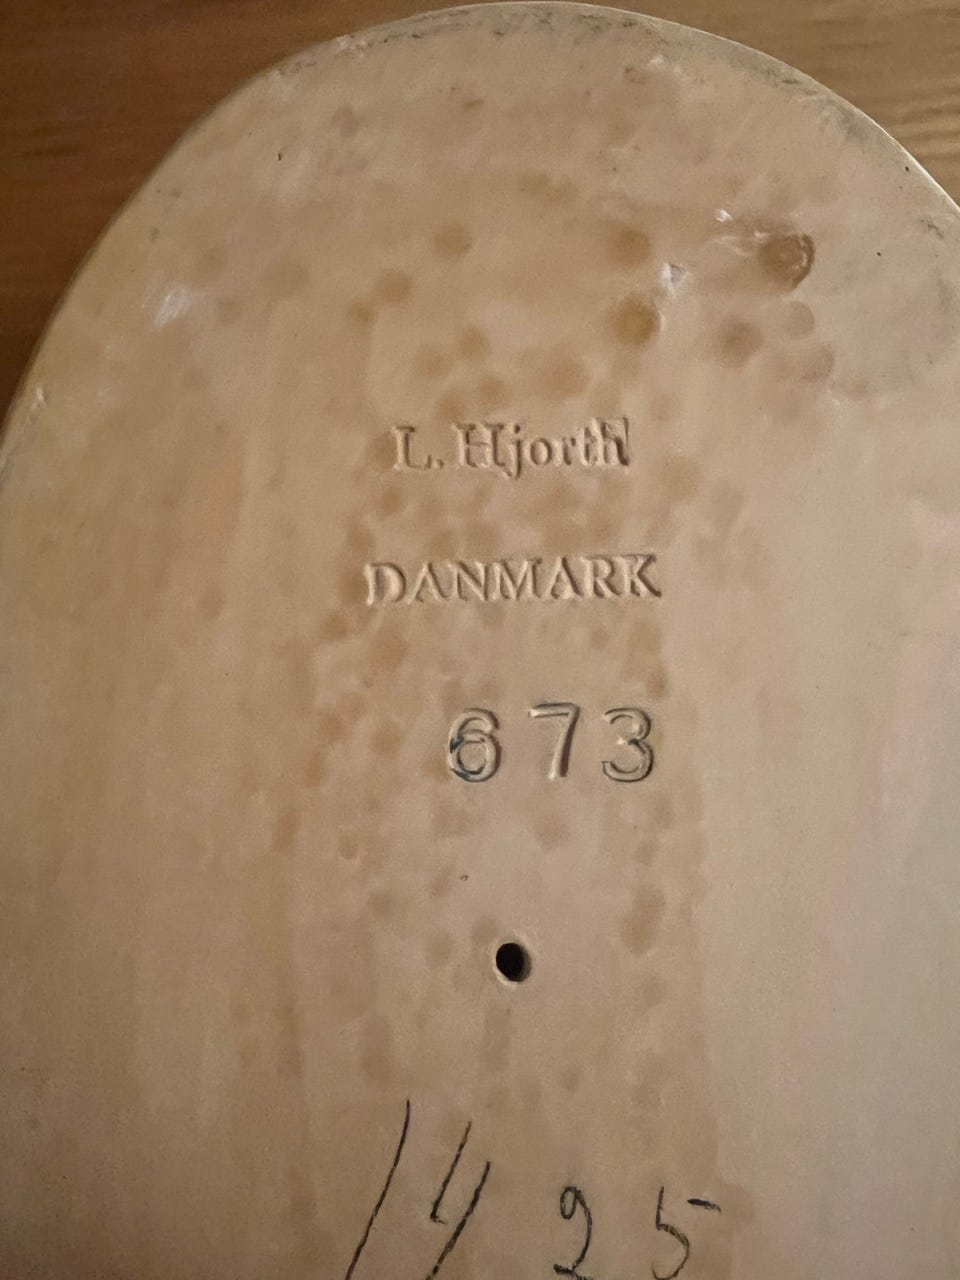 L. Hjorth
DANMARK
673
1425